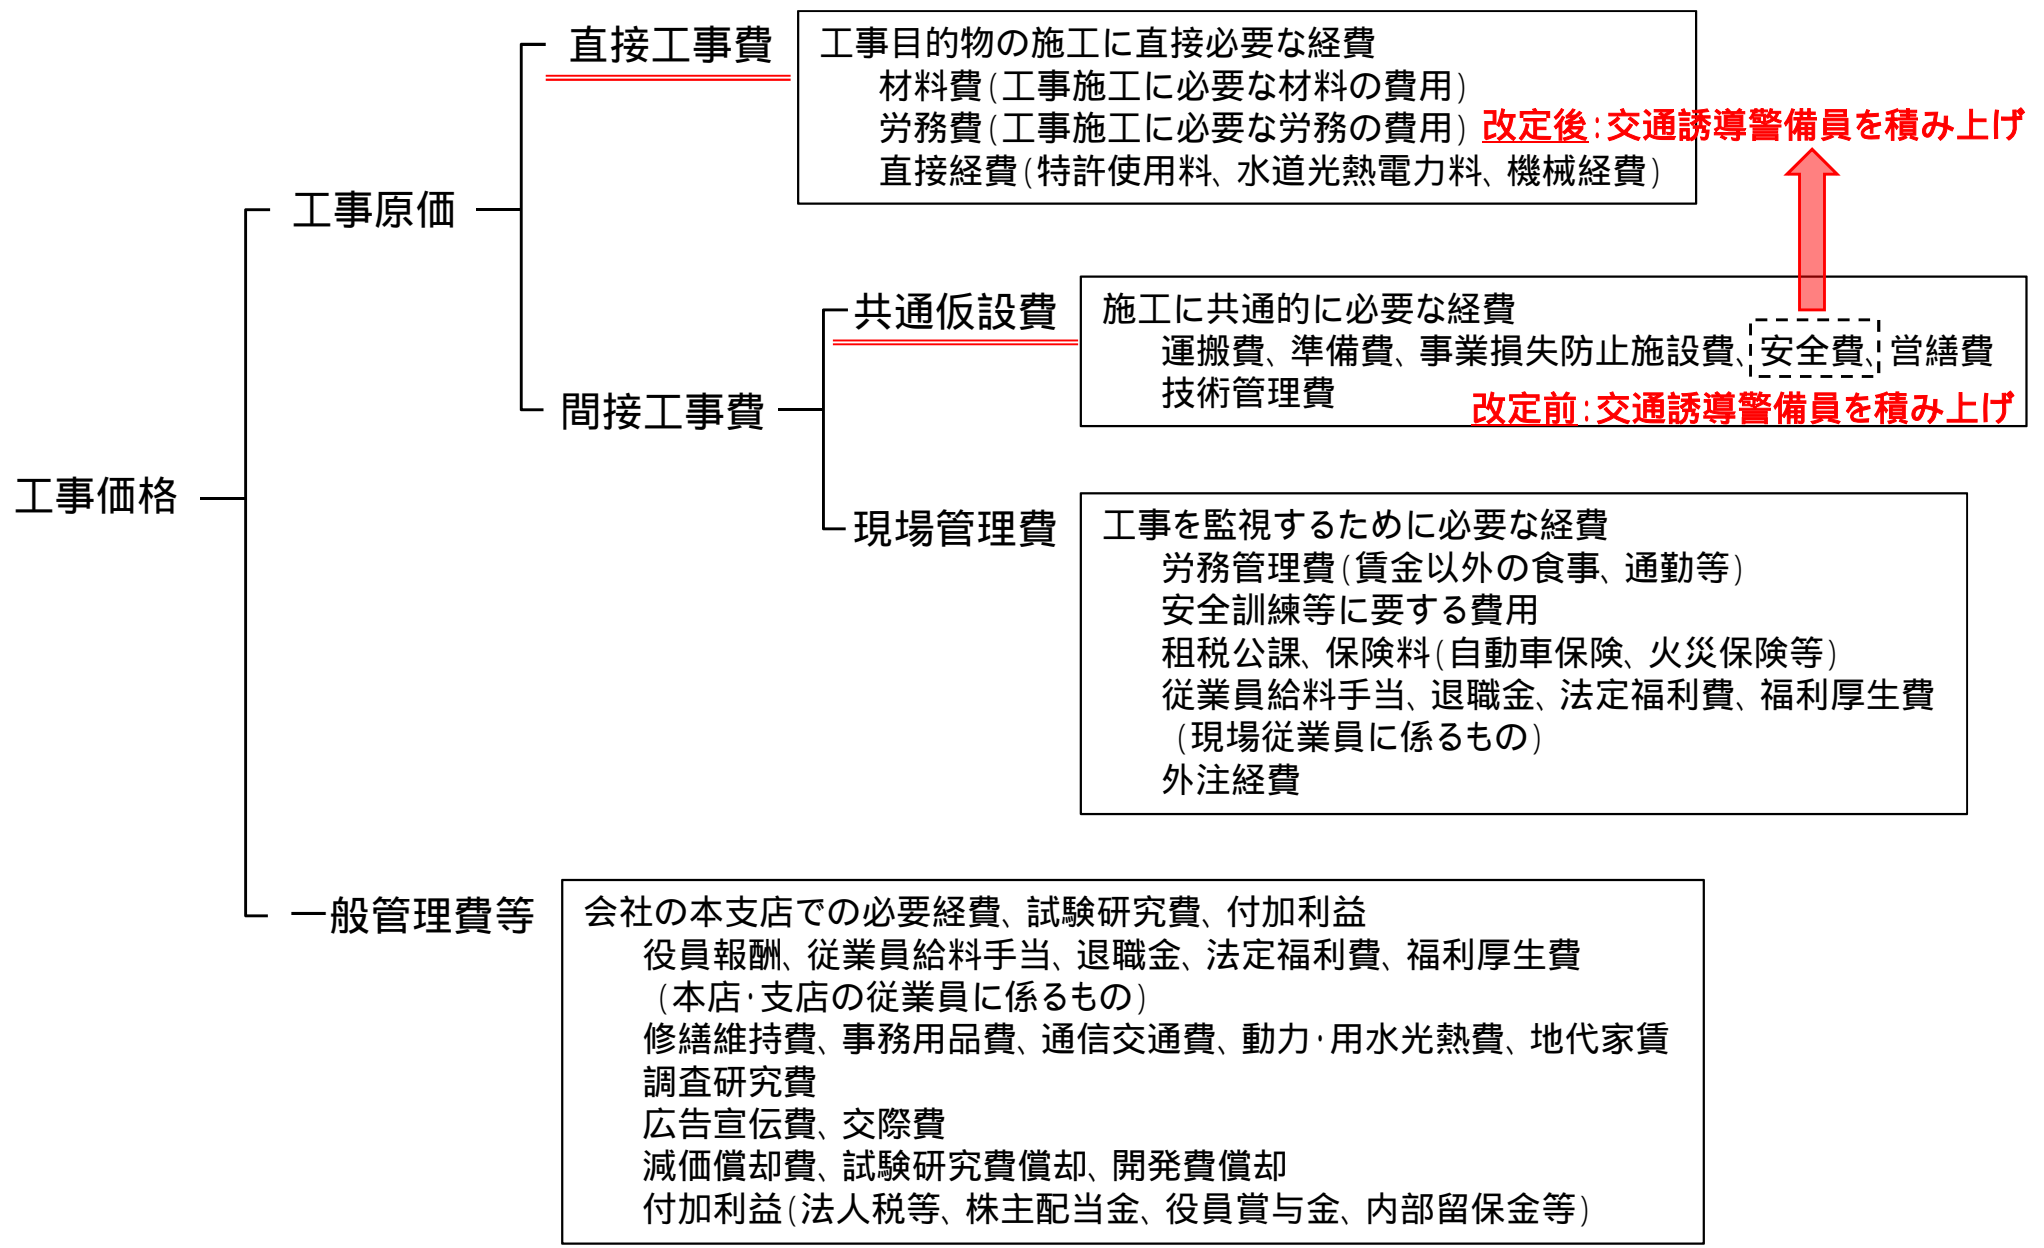 直接工事費
工事目的物の施工に直接必要な経費
材料費(工事施工に必要な材料の費用)
労務費(工事施工に必要な労務の費用)
改定後:交通誘導警備員を積み上げ
直接経費(特許使用料、水道光熱電力料、機械経費)
工事原価
共通仮設費
施工に共通的に必要な経費
運搬費、準備費、事業損失防止施設費、安全費、営繕費
技術管理費
改定前:交通誘導警備員を積み上げ
間接工事費
工事価格
現場管理費
工事を監視するために必要な経費
労務管理費(賃金以外の食事、通勤等)
安全訓練等に要する費用
租税公課、保険料(自動車保険、火災保険等)
従業員給料手当、退職金、法定福利費、福利厚生費
(現場従業員に係るもの)
外注経費
一般管理費等
会社の本支店での必要経費、試験研究費、付加利益
役員報酬、従業員給料手当、退職金、法定福利費、福利厚生費
(本店・支店の従業員に係るもの)
修繕維持費、事務用品費、通信交通費、動力・用水光熱費、地代家賃
調査研究費
広告宣伝費、交際費
減価償却費、試験研究費償却、開発費償却
付加利益(法人税等、株主配当金、役員賞与金、内部留保金等)